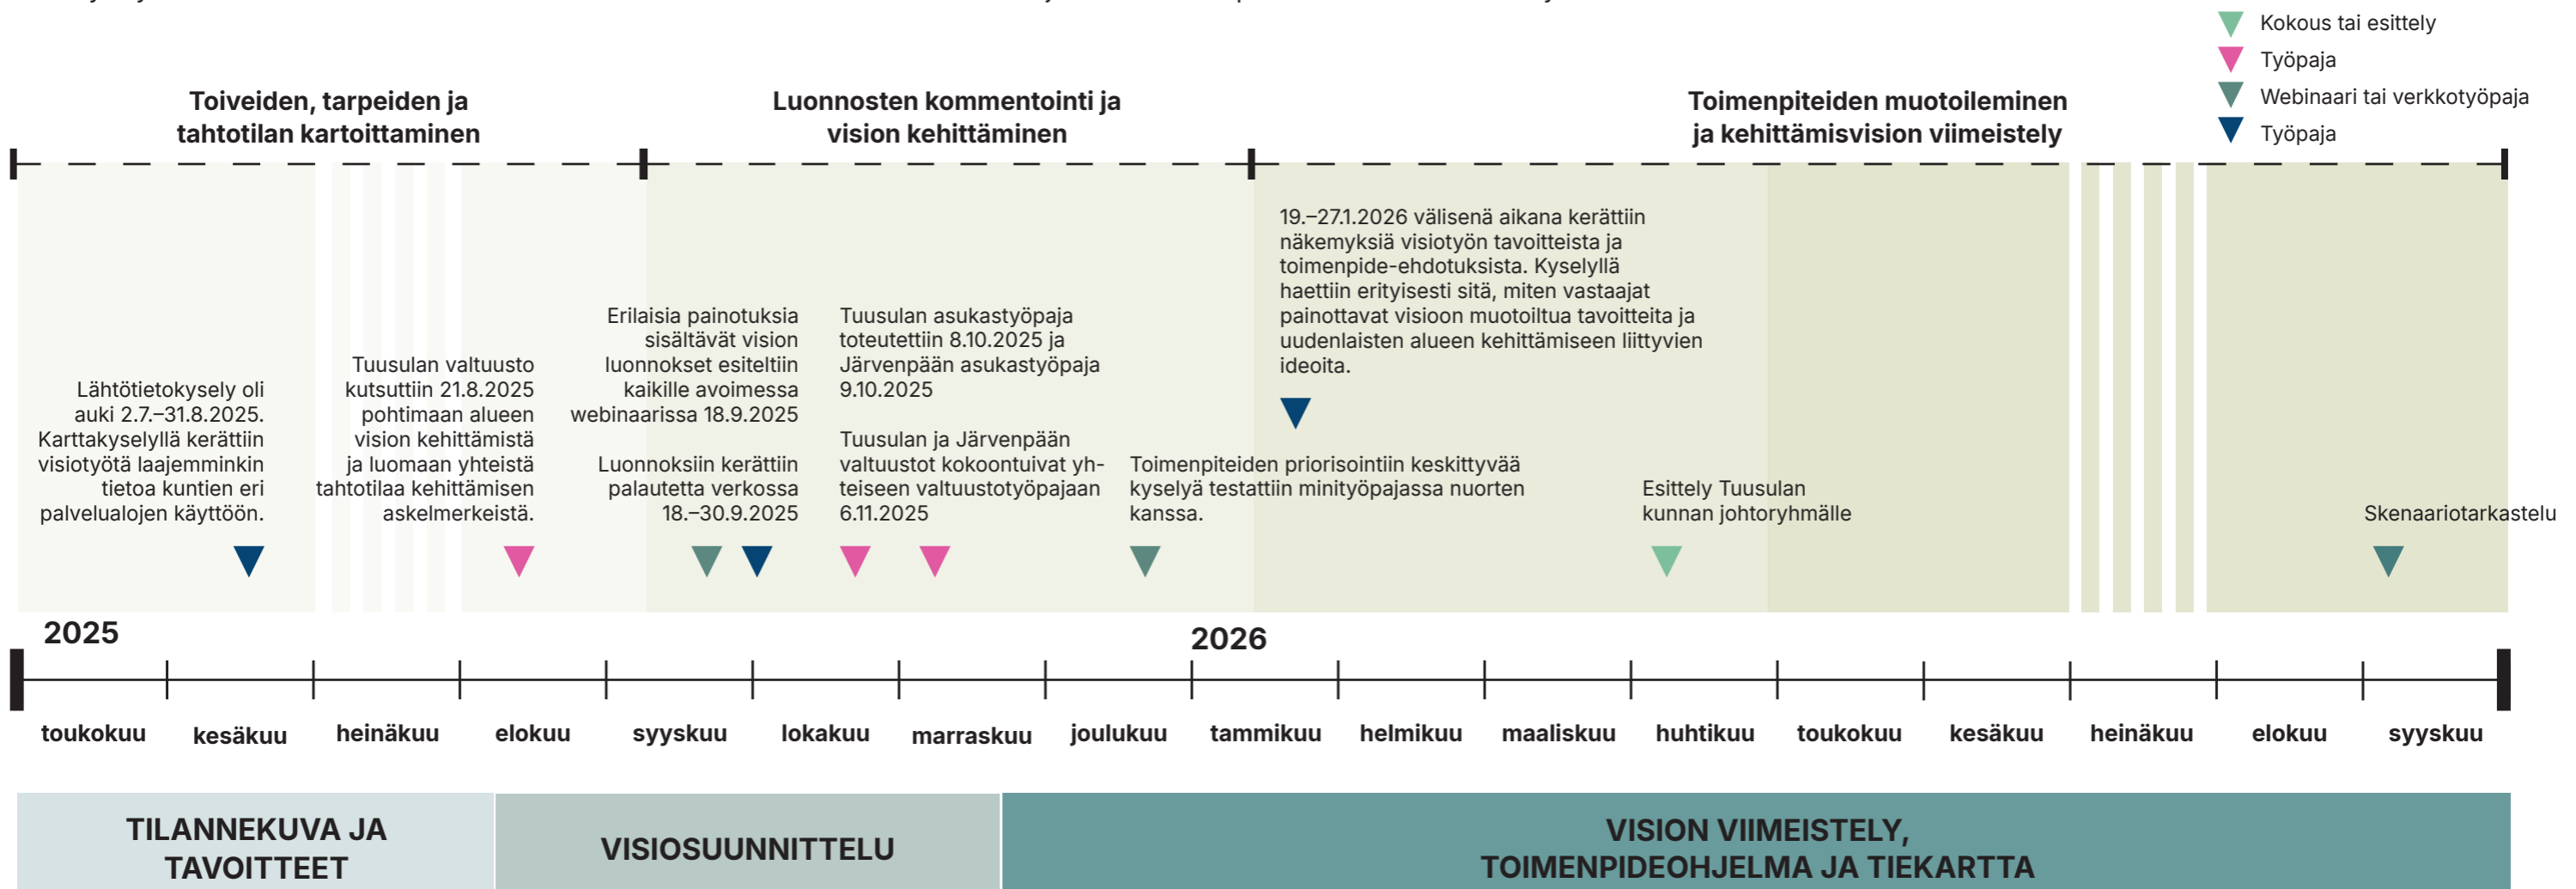 Kokous tai esittely
Työpaja
Webinaari tai verkkotyöpaja
Työpaja
Toiveiden, tarpeiden ja
tahtotilan kartoittaminen
Luonnosten kommentointi ja
vision kehittäminen
Toimenpiteiden muotoileminen
ja kehittämisvision viimeistely
Lähtötietokysely oli
auki 2.7.–31.8.2025.
Karttakyselyllä kerättiin
visiotyötä laajemminkin
tietoa kuntien eri
palvelualojen käyttöön.
Tuusulan valtuusto
kutsuttiin 21.8.2025
pohtimaan alueen
vision kehittämistä
ja luomaan yhteistä
tahtotilaa kehittämisen
askelmerkeistä.
Erilaisia painotuksia
sisältävät vision
luonnokset esiteltiin
kaikille avoimessa
webinaarissa 18.9.2025
Luonnoksiin kerättiin
palautetta verkossa
18.–30.9.2025
Tuusulan asukastyöpaja
toteutettiin 8.10.2025 ja
Järvenpään asukastyöpaja
9.10.2025
Tuusulan ja Järvenpään
valtuustot kokoontuivat yh-
teiseen valtuustotyöpajaan
6.11.2025
Toimenpiteiden priorisointiin keskittyvää
kyselyä testattiin minityöpajassa nuorten
kanssa.
19.–27.1.2026 välisenä aikana kerättiin
näkemyksiä visiotyön tavoitteista ja
toimenpide-ehdotuksista. Kyselyllä
haettiin erityisesti sitä, miten vastaajat
painottavat visioon muotoiltua tavoitteita ja
uudenlaisten alueen kehittämiseen liittyvien
ideoita.
Esittely Tuusulan
kunnan johtoryhmälle
Skenaariotarkastelu
2025
2026
toukokuu
kesäkuu
heinäkuu
elokuu
syyskuu
lokakuu
marraskuu
joulukuu
tammikuu
helmikuu
maaliskuu
huhtikuu
toukokuu
kesäkuu
heinäkuu
elokuu
syyskuu
TILANNEKUVA JA
TAVOITTEET
VISIOSUUNNITTELU
VISION VIIMEISTELY,
TOIMENPIDEOHJELMA JA TIEKARTTA